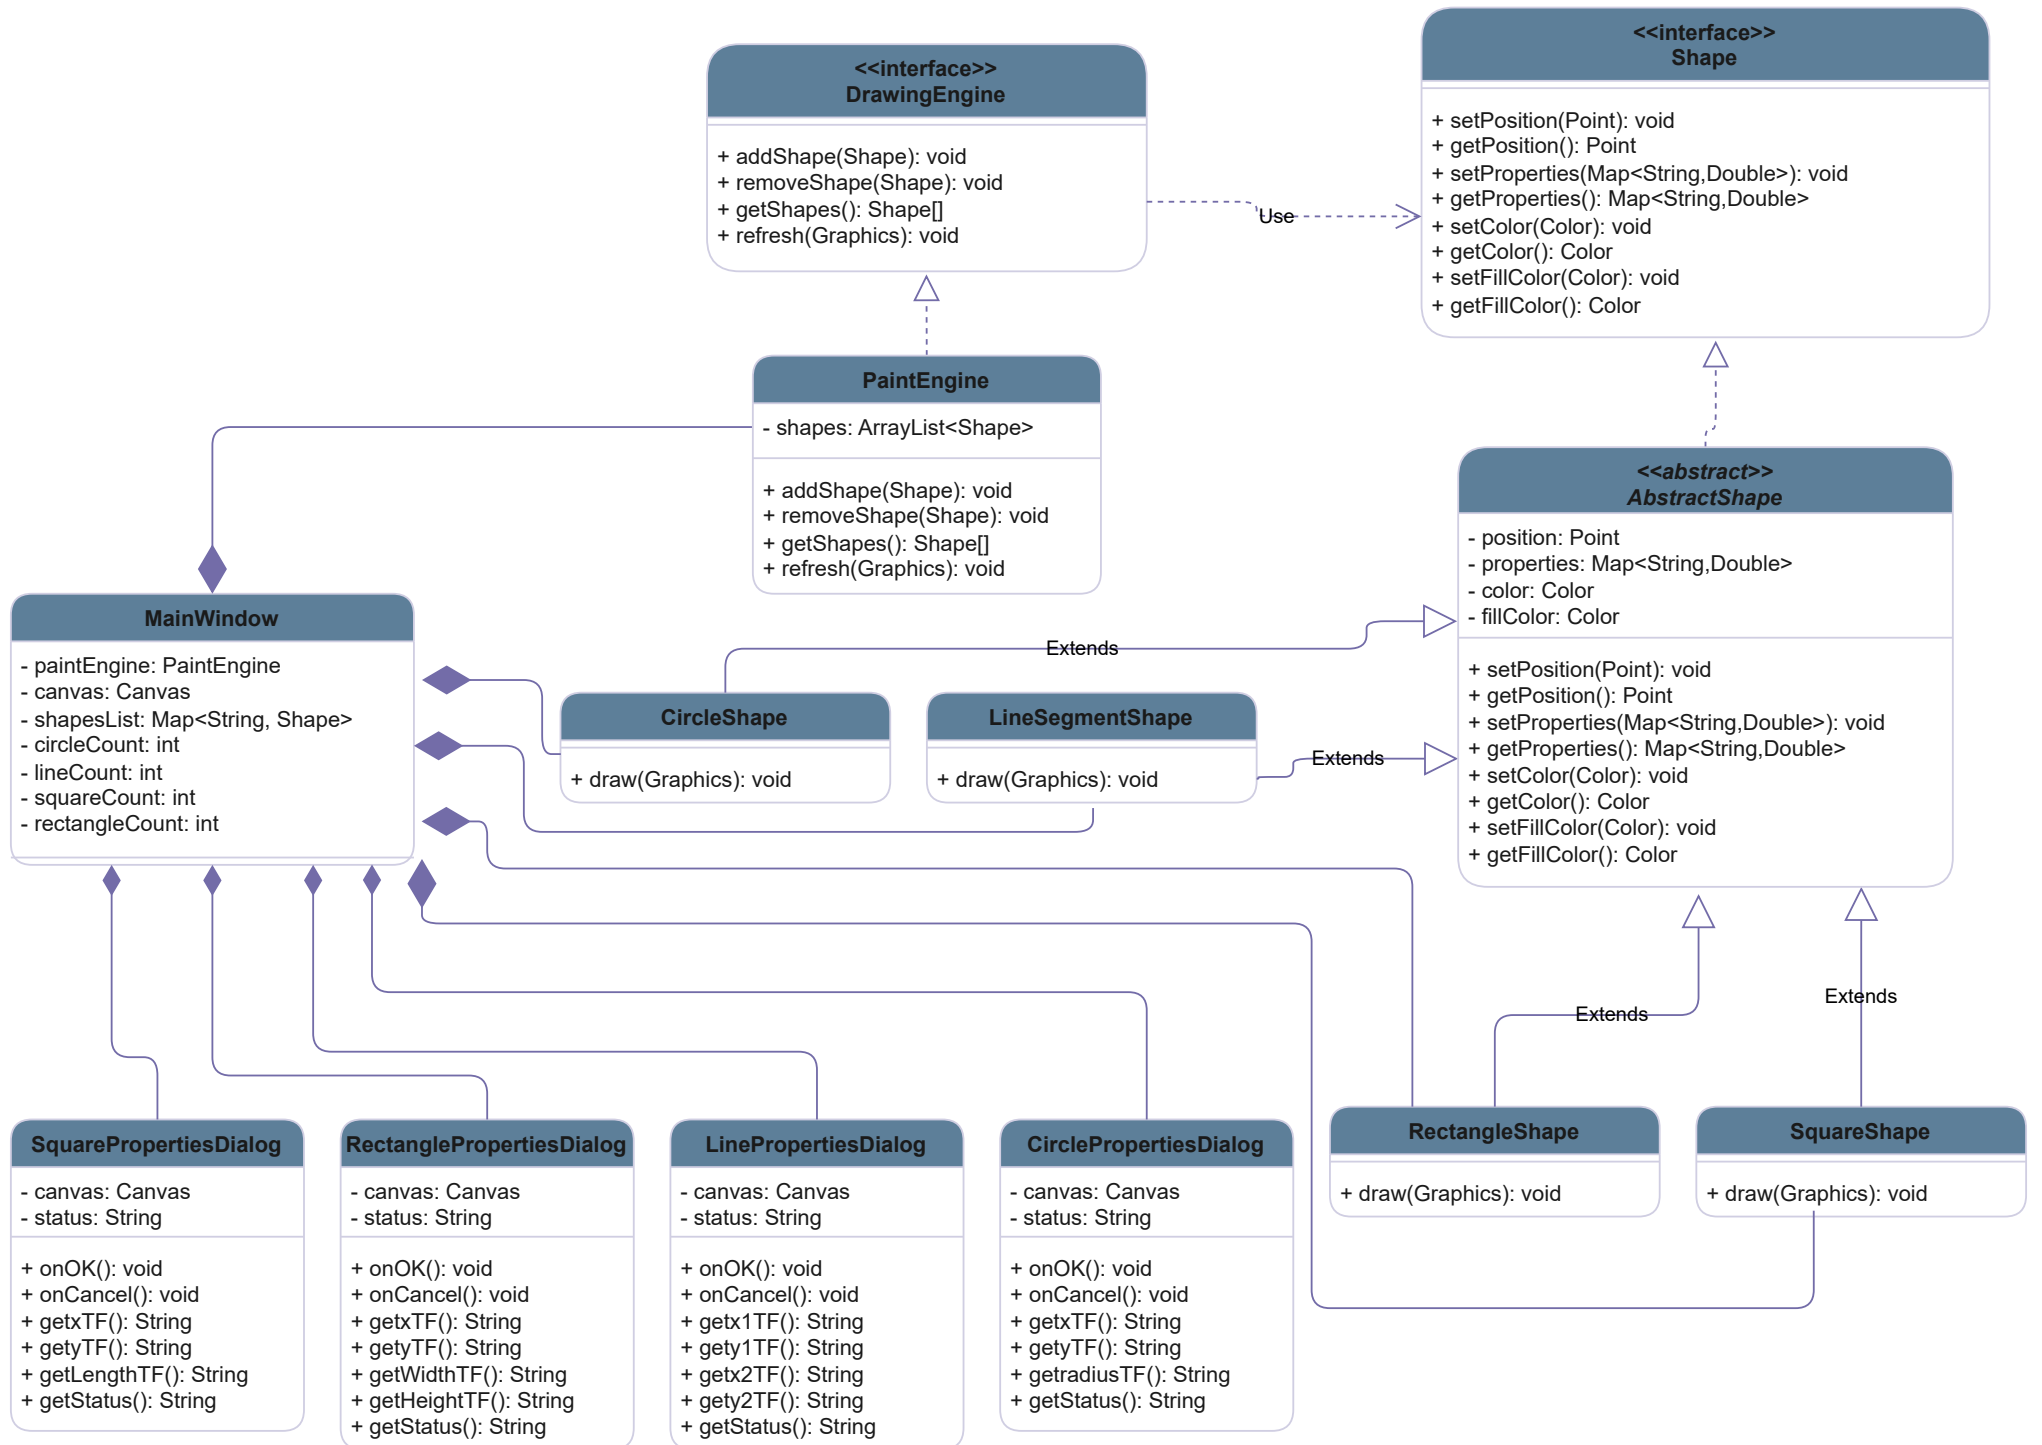 <<interface>>
DrawingEngine
+ addShape(Shape): void
+ removeShape(Shape): void
+ getShapes(): Shape[]
+ refresh(Graphics): void
Use
<<interface>>
Shape
+ setPosition(Point): void
+ getPosition(): Point
+ setProperties(Map<String,Double>): void
+ getProperties(): Map<String,Double>
+ setColor(Color): void
+ getColor(): Color
+ setFillColor(Color): void
+ getFillColor(): Color
PaintEngine
- shapes: ArrayList<Shape>
+ addShape(Shape): void
+ removeShape(Shape): void
+ getShapes(): Shape[]
+ refresh(Graphics): void
<<abstract>>
AbstractShape
- position: Point
- properties: Map<String,Double>
- color: Color
- fillColor: Color
+ setPosition(Point): void
+ getPosition(): Point
+ setProperties(Map<String,Double>): void
+ getProperties(): Map<String,Double>
+ setColor(Color): void
+ getColor(): Color
+ setFillColor(Color): void
+ getFillColor(): Color
MainWindow
- paintEngine: PaintEngine
- canvas: Canvas
- shapesList: Map<String, Shape>
- circleCount: int
- lineCount: int
- squareCount: int
- rectangleCount: int
Extends
CircleShape
+ draw(Graphics): void
LineSegmentShape
+ draw(Graphics): void
Extends
Extends
Extends
SquarePropertiesDialog
- canvas: Canvas
- status: String
+ onOK(): void
+ onCancel(): void
+ getxTF(): String
+ getyTF(): String
+ getLengthTF(): String
+ getStatus(): String
RectanglePropertiesDialog
- canvas: Canvas
- status: String
+ onOK(): void
+ onCancel(): void
+ getxTF(): String
+ getyTF(): String
+ getWidthTF(): String
+ getHeightTF(): String
+ getStatus(): String
LinePropertiesDialog
- canvas: Canvas
- status: String
+ onOK(): void
+ onCancel(): void
+ getx1TF(): String
+ gety1TF(): String
+ getx2TF(): String
+ gety2TF(): String
+ getStatus(): String
CirclePropertiesDialog
- canvas: Canvas
- status: String
+ onOK(): void
+ onCancel(): void
+ getxTF(): String
+ getyTF(): String
+ getradiusTF(): String
+ getStatus(): String
RectangleShape
+ draw(Graphics): void
SquareShape
+ draw(Graphics): void